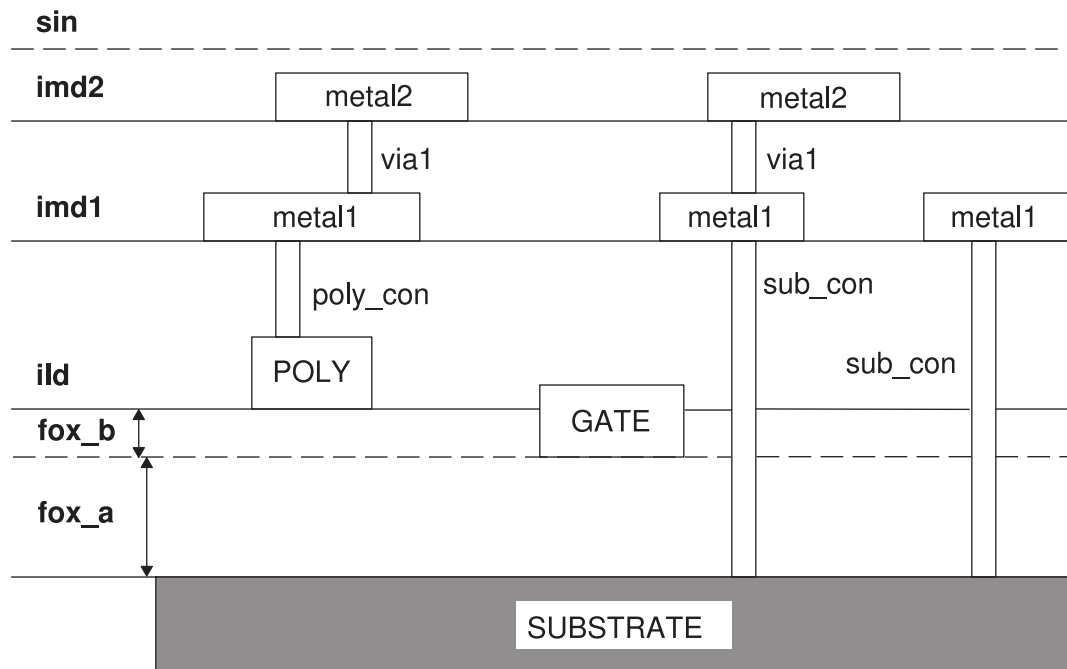 sin
imd2
metal2
metal2
via1
via1
imd1
metal1
metal1
metal1
poly_con
sub_con
ild
POLY
sub_con
fox_b
GATE
fox_a
SUBSTRATE